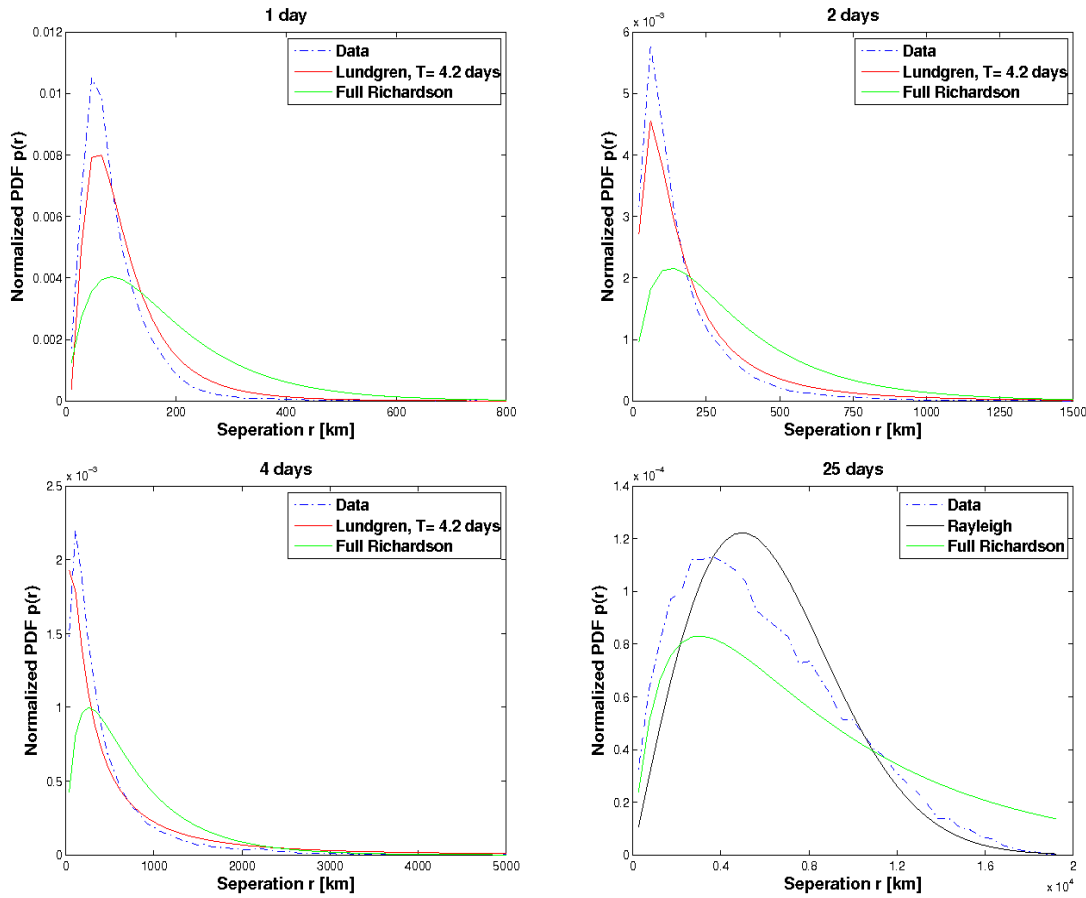 1 day
Normalized PDF p(r)
0.012
0.01
0.008
0.006
0.004
0.002
0
Data
Lundgren, T= 4.2 days
Full Richardson
0 200 400 600 800
Seperation r [km]
2 days
x 10⁻³
Normalized PDF p(r)
6
5
4
3
2
1
0
Data
Lundgren, T= 4.2 days
Full Richardson
0 250 500 750 1000 1250 1500
Seperation r [km]
4 days
x 10⁻³
Normalized PDF p(r)
2.5
2
1.5
1
0.5
0
Data
Lundgren, T= 4.2 days
Full Richardson
0 1000 2000 3000 4000 5000
Seperation r [km]
25 days
x 10⁻⁴
Normalized PDF p(r)
1.4
1.2
1
0.8
0.6
0.4
0.2
0
Data
Rayleigh
Full Richardson
0 0.4 0.8 1.2 1.6 2
Seperation r [km]
x 10⁴